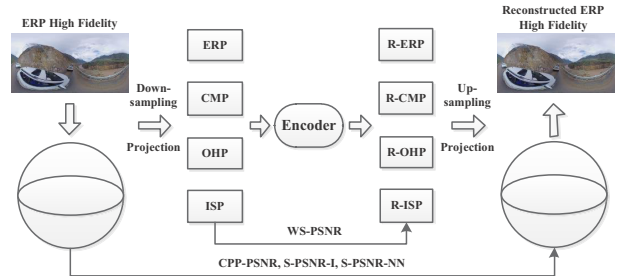 ERP High Fidelity
Reconstructed ERP
High Fidelity
Down-
sampling
Projection
ERP
CMP
OHP
ISP
Encoder
R-ERP
R-CMP
R-OHP
R-ISP
Up-
sampling
Projection
WS-PSNR
CPP-PSNR, S-PSNR-I, S-PSNR-NN